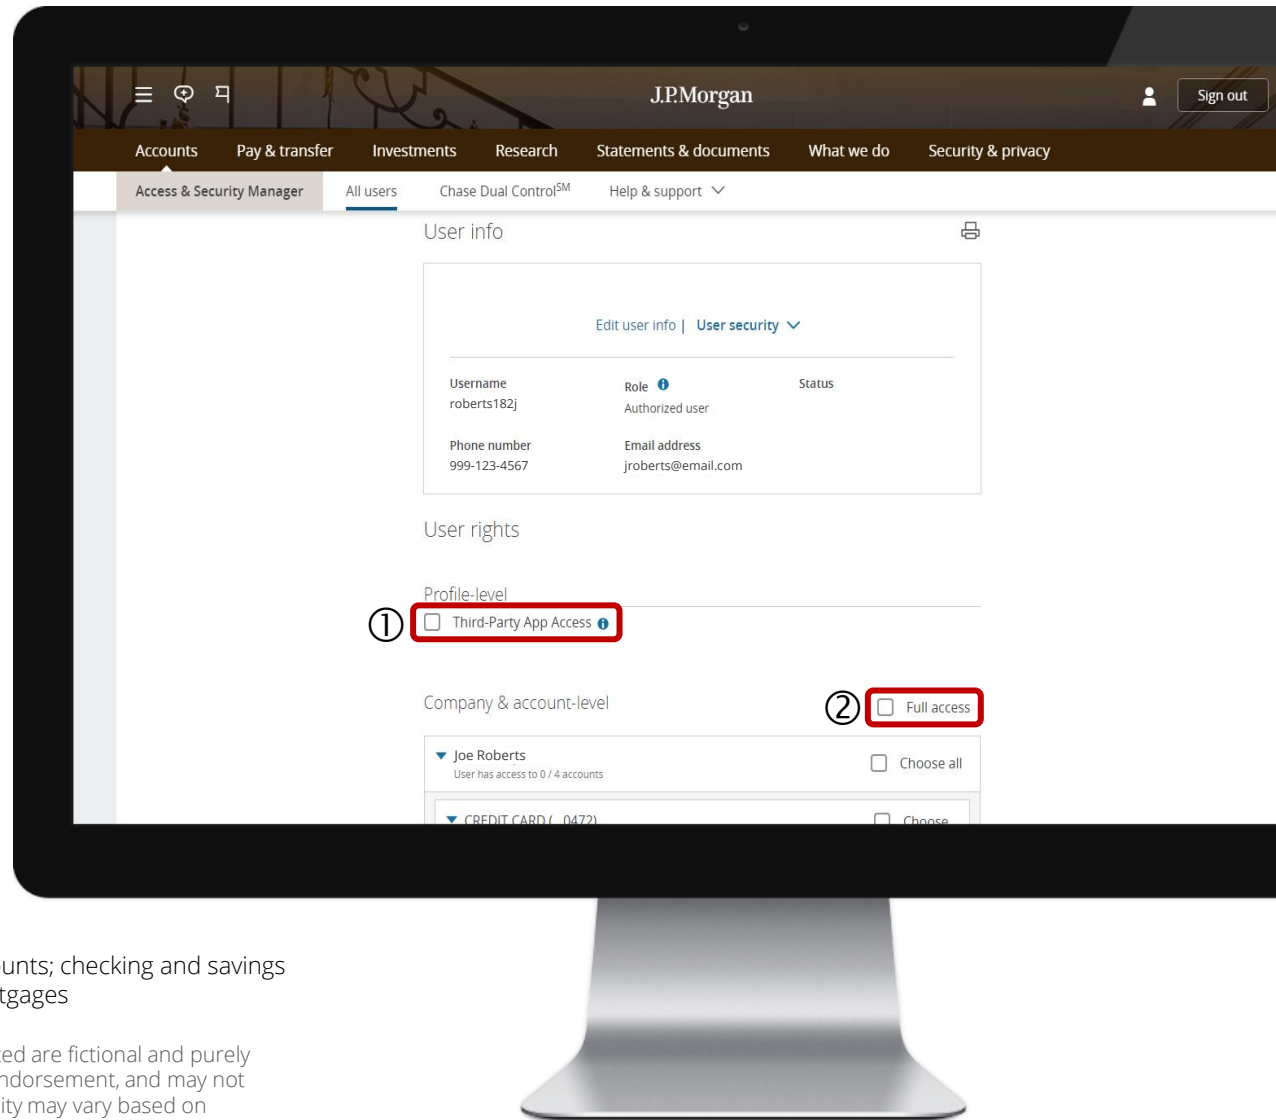 J.P.Morgan
Sign out
Accounts Pay & transfer Investments Research Statements & documents What we do Security & privacy
Access & Security Manager All users Chase Dual Control℠ Help & support
User info
Edit user info | User security
Username Role Status
roberts182j Authorized user
Phone number Email address
999-123-4567 jroberts@email.com
User rights
Profile-level
① Third-Party App Access
Company & account-level ② Full access
Joe Roberts Choose all
User has access to 0 / 4 accounts
CREDIT CARD (...0472) Choose
unts; checking and savings
tgages
ed are fictional and purely
ndorsement, and may not
ity may vary based on